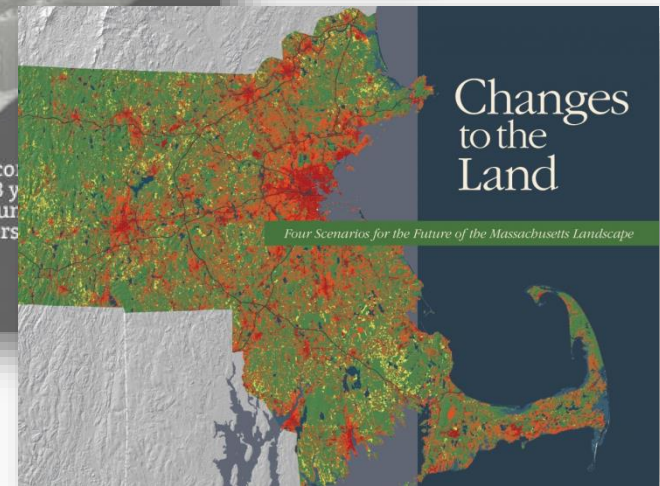 Changes
to the
Land
Four Scenarios for the Future of the Massachusetts Landscape